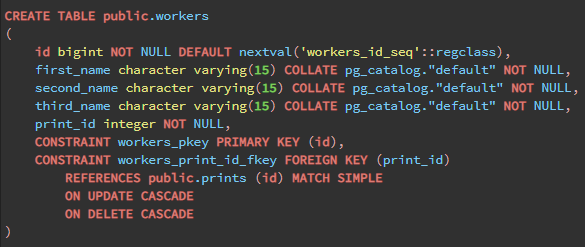 CREATE TABLE public.workers
(
    id bigint NOT NULL DEFAULT nextval('workers_id_seq'::regclass),
    first_name character varying(15) COLLATE pg_catalog."default" NOT NULL,
    second_name character varying(15) COLLATE pg_catalog."default" NOT NULL,
    third_name character varying(15) COLLATE pg_catalog."default" NOT NULL,
    print_id integer NOT NULL,
    CONSTRAINT workers_pkey PRIMARY KEY (id),
    CONSTRAINT workers_print_id_fkey FOREIGN KEY (print_id)
        REFERENCES public.prints (id) MATCH SIMPLE
        ON UPDATE CASCADE
        ON DELETE CASCADE
)